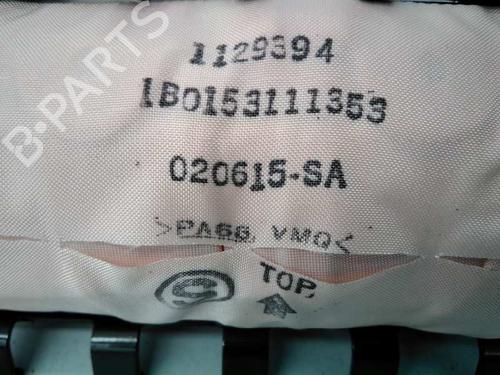 B-PARTS
1129394
1B0153111353
020615-SA
>PA66, VMQ<
S
TOP